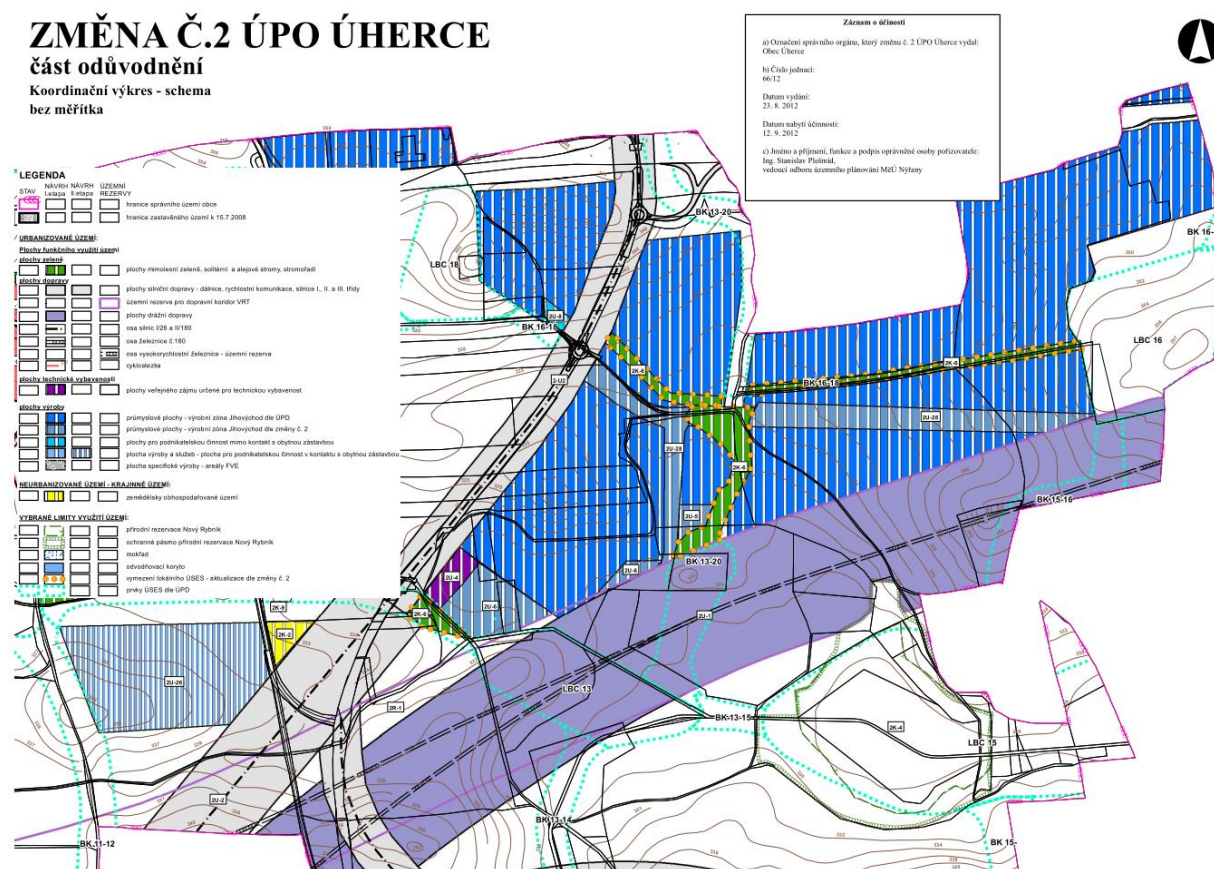 ZMĚNA Č.2 ÚPO ÚHERCE
část odůvodnění
Koordinační výkres - schema
bez měřítka
Záznam o účinosti
a) Označení správního orgánu, který změnu č. 2 ÚPO Úherce vydal:
Obec Úherce
b) Číslo jednací:
66/12
Datum vydání:
23. 8. 2012
Datum nabytí účinnosti:
12. 9. 2012
c) Jméno a příjmení, funkce a podpis oprávněné osoby pořizovatele:
Ing. Stanislav Plešmíd,
vedoucí odboru územního plánování MěÚ Nýřany
LEGENDA
STAV
NÁVRH I.etapa
NÁVRH II.etapa
ÚZEMNÍ REZERVY
hranice správního území obce
hranice zastavěného území k 16.7.2008
URBANIZOVANÉ ÚZEMÍ:
Plochy funkčního využití území
plochy zeleně
plochy mimolesní zeleně, solitérní a alejové stromy, stromořadí
plochy dopravy
plochy silniční dopravy - dálnice, rychlostní komunikace, silnice I., II. a III. třídy
územní rezerva pro dopravní koridor VRT
plochy drážní dopravy
osa silnic I/26 a II/180
osa železnice č.180
osa vysokorychlostní železnice - územní rezerva
cyklostezka
plochy technické vybavenosti
plochy veřejného zájmu určené pro technickou vybavenost
plochy výroby
průmyslové plochy - výrobní zóna Jihovýchod dle ÚPD
průmyslové plochy - výrobní zóna Jihovýchod dle změny č. 2
plochy pro podnikatelskou činnost mimo kontakt s obytnou zástavbou
plocha výroby a služeb - plocha pro podnikatelskou činnost v kontaktu s obytnou zástavbou
plocha specifické výroby - areály FVE
NEURBANIZOVANÉ ÚZEMÍ - KRAJINNÉ ÚZEMÍ:
zemědělsky obhospodařované území
VYBRANÉ LIMITY VYUŽITÍ ÚZEMÍ:
přírodní rezervace Nový Rybník
ochranné pásmo přírodní rezervace Nový Rybník
mokřad
odvodňovací koryto
vymezení lokálního ÚSES - aktualizace dle změny č. 2
prvky ÚSES dle ÚPD
BK 13-20
BK 16-
LBC 18
2U-8
BK 16-18
LBC 16
2K-6
2K-6
2-U2
BK 16-18
2U-28
2U-28
2K-6
BK 15-16
2U-5
BK 13-20
2U-6
2U-4
2U-6
2K-6
2K-5
2U-1
2K-2
2U-28
LBC 13
2R-1
BK-13-15
2K-4
LBC 15
2U-2
BK 13-14
BK 11-12
BK 15-